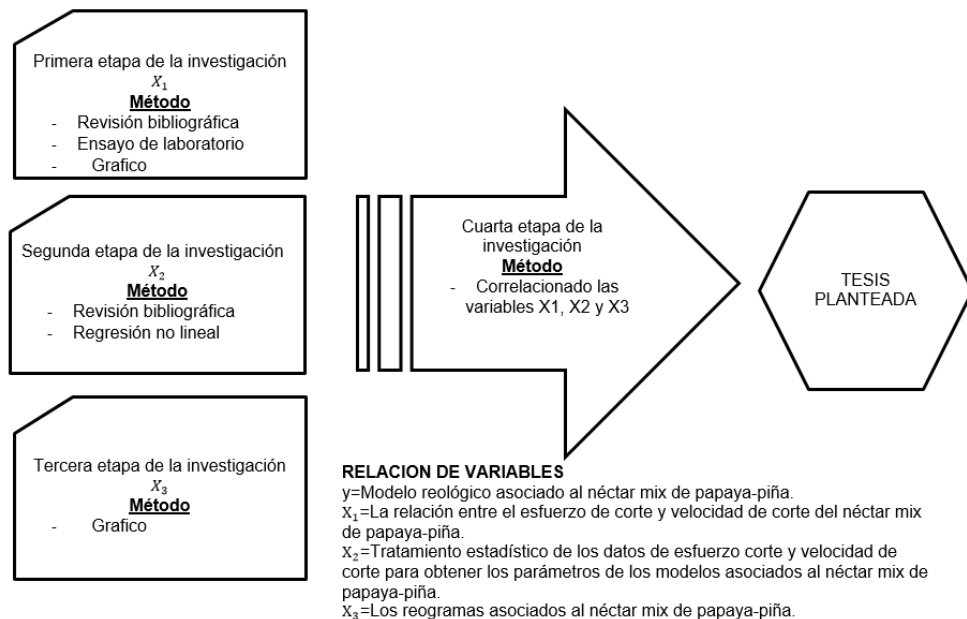 Primera etapa de la investigación
X₁
Método
- Revisión bibliográfica
- Ensayo de laboratorio
- Grafico
Segunda etapa de la investigación
X₂
Método
- Revisión bibliográfica
- Regresión no lineal
Tercera etapa de la investigación
X₃
Método
- Grafico
Cuarta etapa de la
investigación
Método
- Correlacionado las
variables X1, X2 y X3
TESIS
PLANTEADA
RELACION DE VARIABLES
y=Modelo reológico asociado al néctar mix de papaya-piña.
X₁=La relación entre el esfuerzo de corte y velocidad de corte del néctar mix
de papaya-piña.
X₂=Tratamiento estadístico de los datos de esfuerzo corte y velocidad de
corte para obtener los parámetros de los modelos asociados al néctar mix de
papaya-piña.
X₃=Los reogramas asociados al néctar mix de papaya-piña.